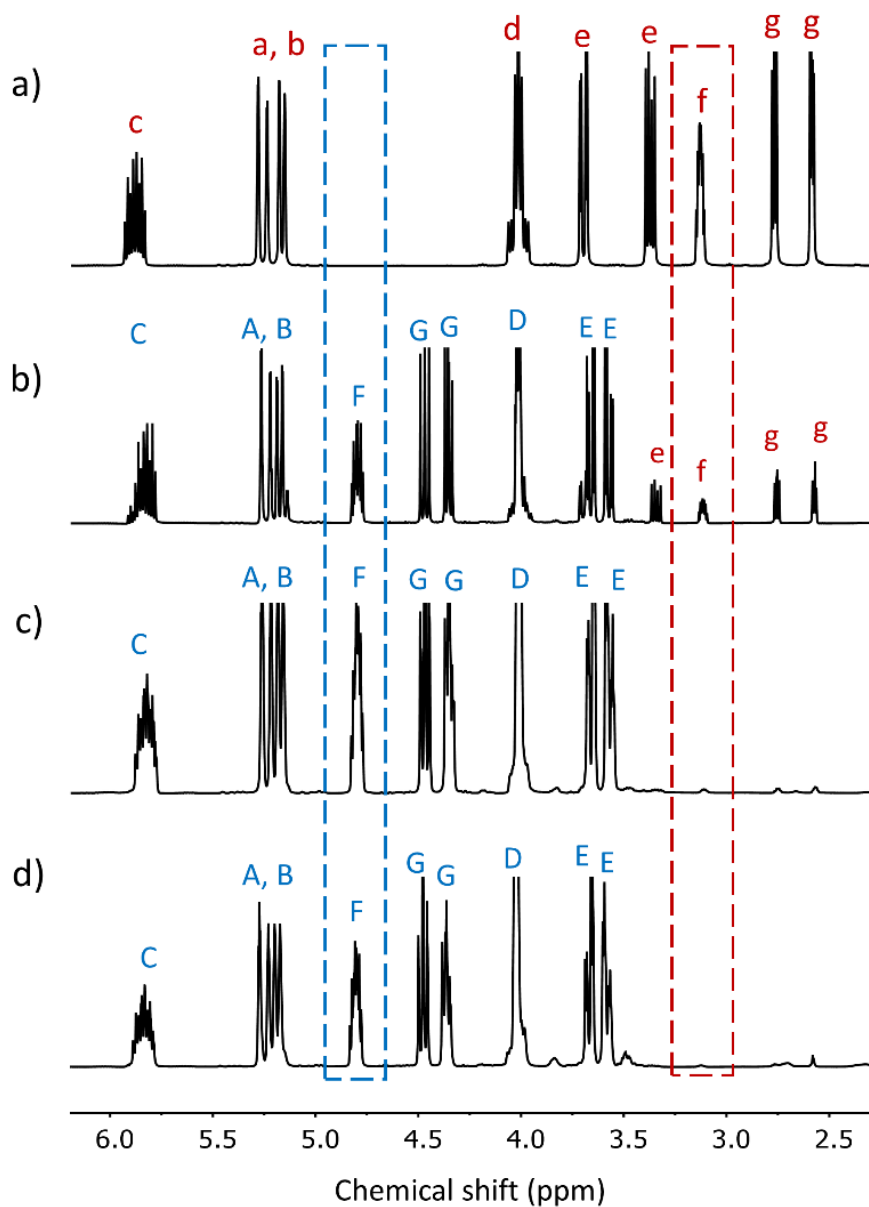 a, b d e e g g
a) c f
C A, B G G D E E
b) F e f g g
A, B F G G D E E
c) C
G G D E E
d) A, B F
C
6.0 5.5 5.0 4.5 4.0 3.5 3.0 2.5
Chemical shift (ppm)